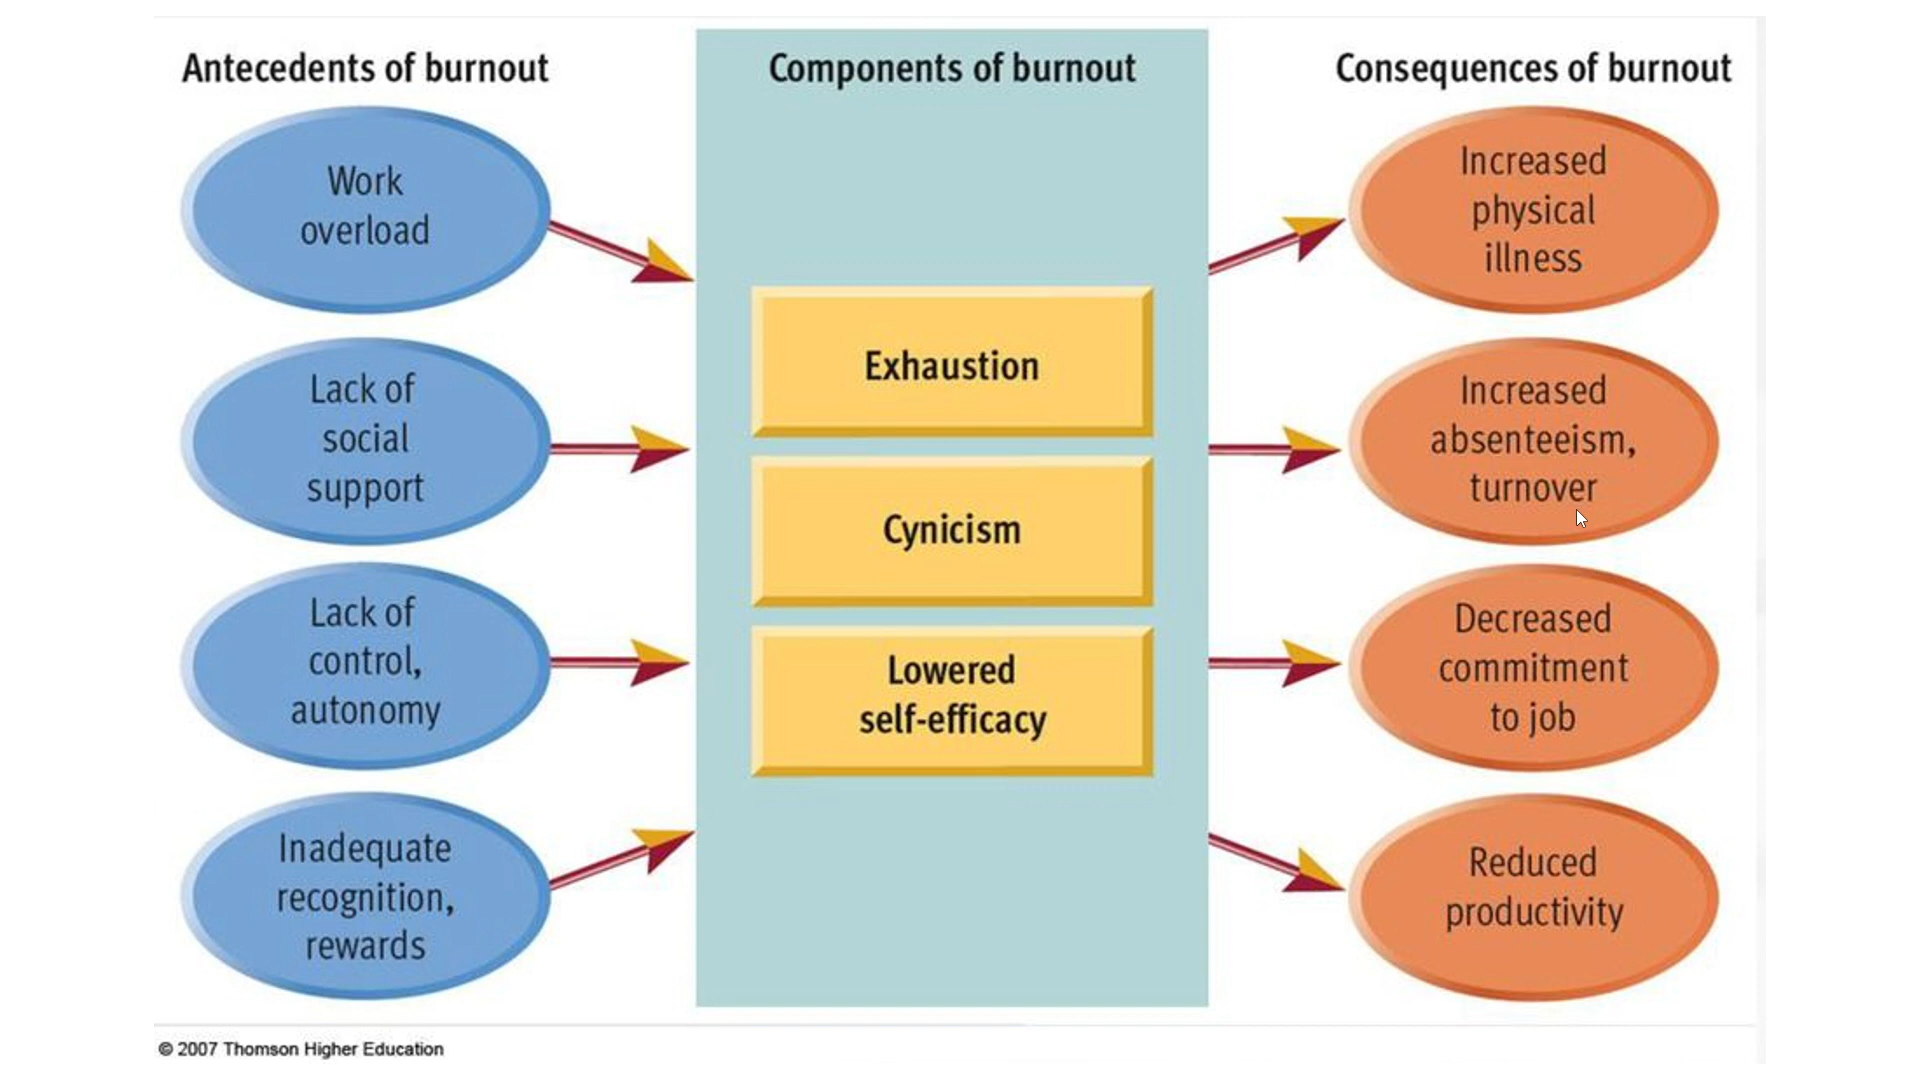 Antecedents of burnout
Work
overload
Lack of
social
support
Lack of
control,
autonomy
Inadequate
recognition,
rewards
Components of burnout
Exhaustion
Cynicism
Lowered
self-efficacy
Consequences of burnout
Increased
physical
illness
Increased
absenteeism,
turnover
Decreased
commitment
to job
Reduced
productivity
© 2007 Thomson Higher Education